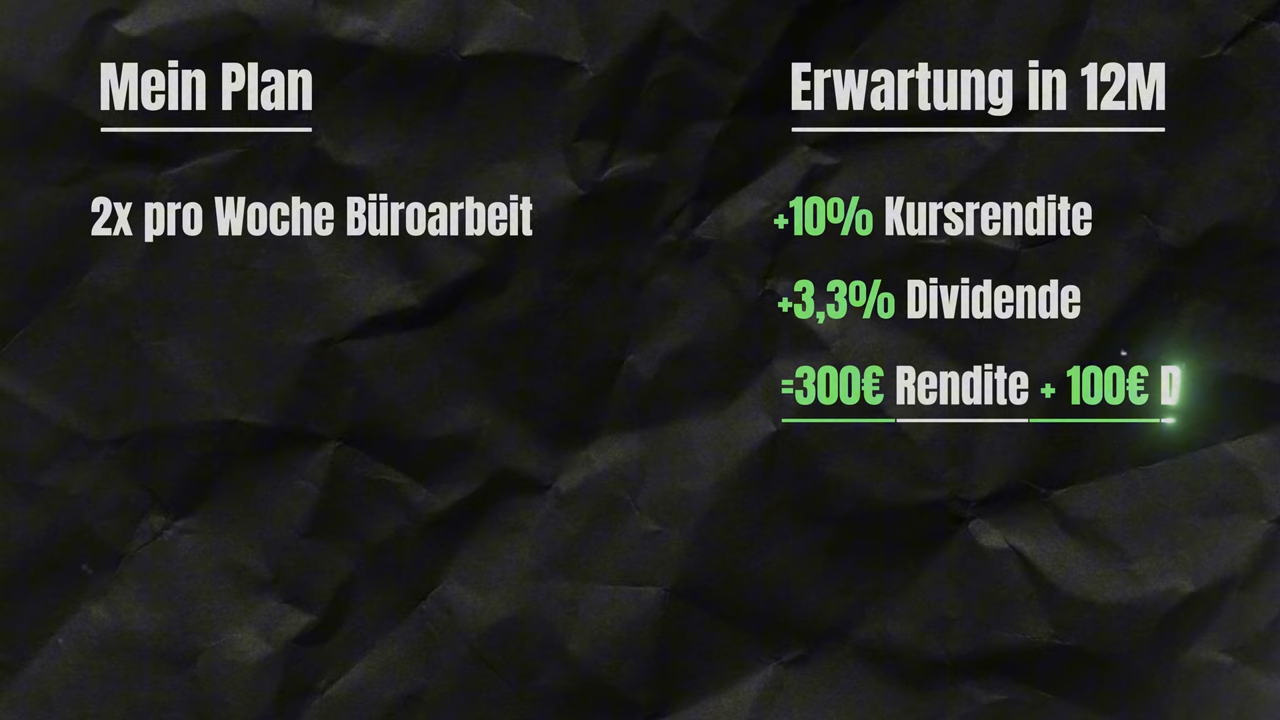 Mein Plan
2x pro Woche Büroarbeit
Erwartung in 12M
+10% Kursrendite
+3,3% Dividende
=300€ Rendite + 100€ D